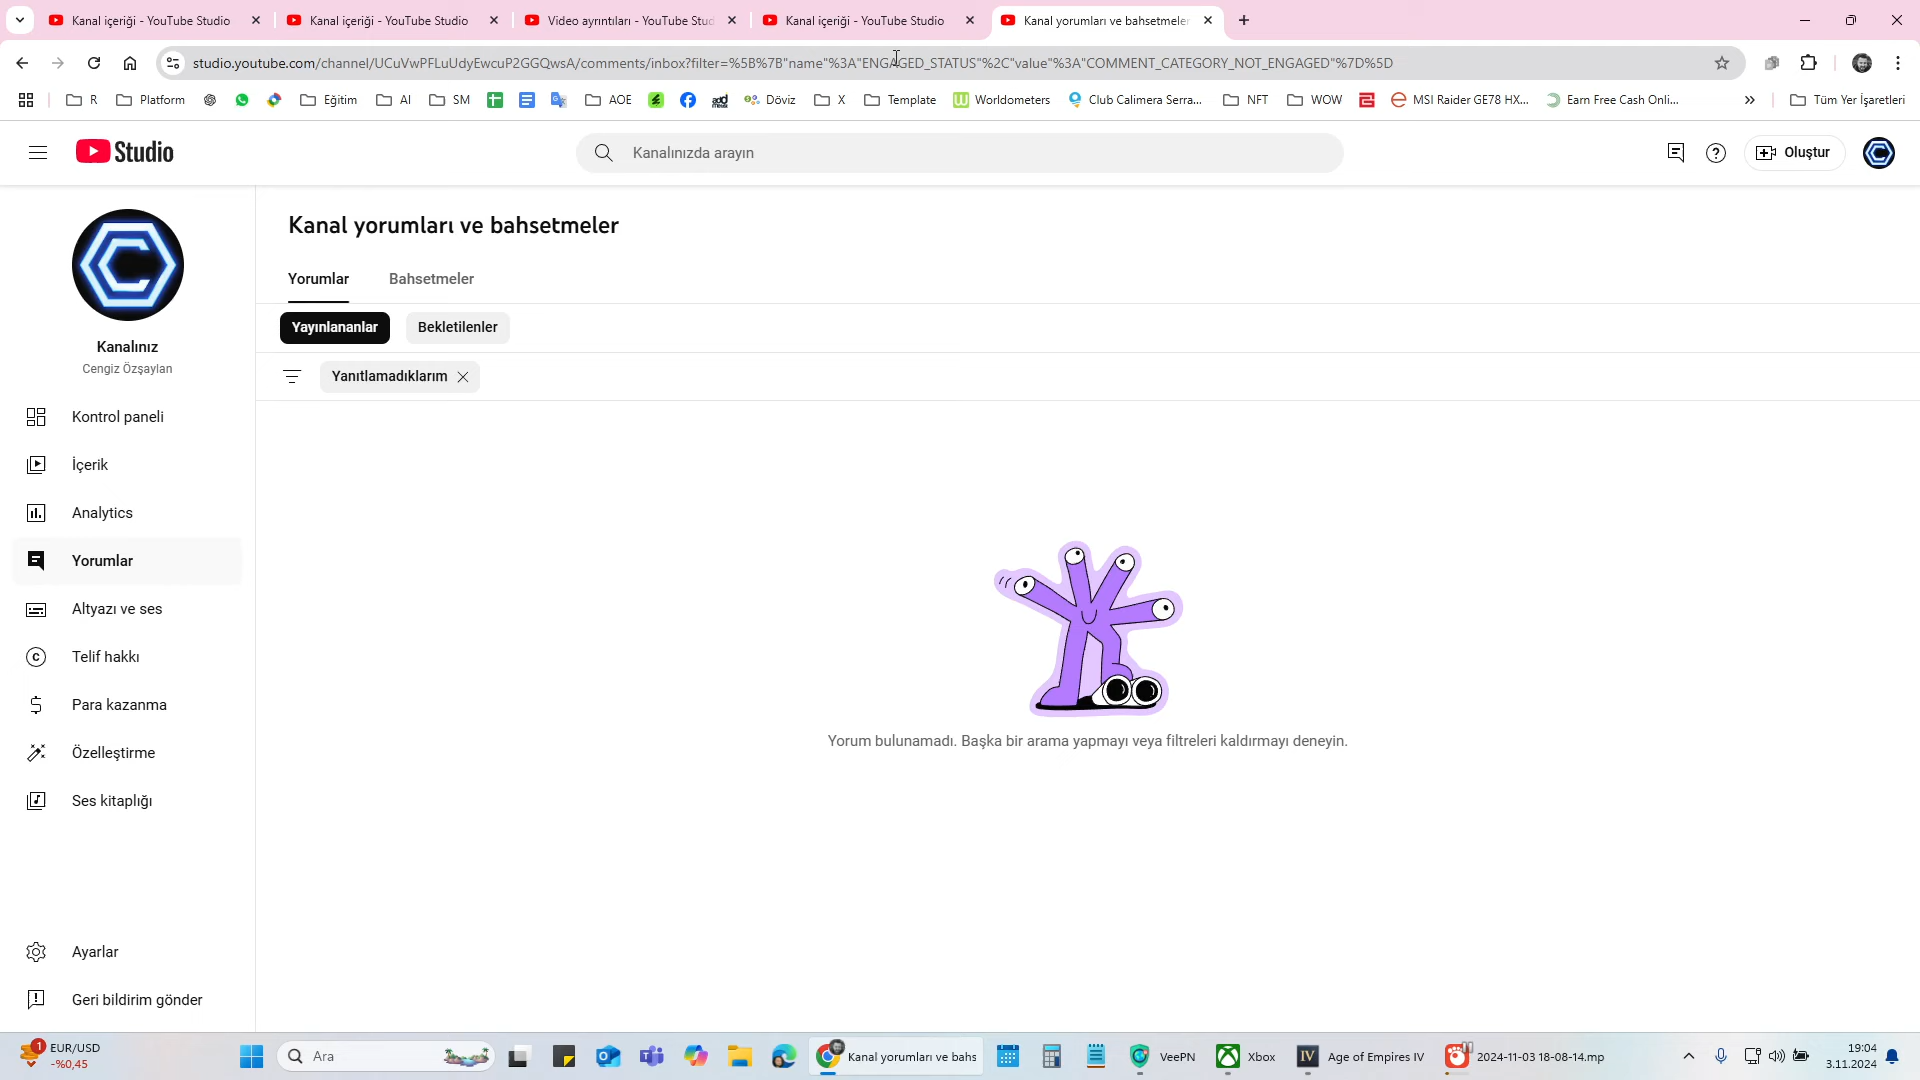 Kanal içeriği - YouTube Studio
Kanal içeriği - YouTube Studio
Video ayrıntıları - YouTube Stud
Kanal içeriği - YouTube Studio
Kanal yorumları ve bahsetmeler
studio.youtube.com/channel/UCuVwPFLuUdyEwcuP2GGQwsA/comments/inbox?filter=%5B%7B"name"%3A"ENGAGED_STATUS"%2C"value"%3A"COMMENT_CATEGORY_NOT_ENGAGED"%7D%5D
R
Platform
Eğitim
AI
SM
AOE
Döviz
X
Template
Worldometers
Club Calimera Serra...
NFT
WOW
MSI Raider GE78 HX...
Earn Free Cash Onli...
Tüm Yer İşaretleri
Studio
Kanalınızda arayın
Oluştur
Kanal yorumları ve bahsetmeler
Yorumlar
Bahsetmeler
Yayınlananlar
Bekletilenler
Yanıtlamadıklarım
Kanalınız
Cengiz Özşaylan
Kontrol paneli
İçerik
Analytics
Yorumlar
Altyazı ve ses
Telif hakkı
Para kazanma
Özelleştirme
Ses kitaplığı
Ayarlar
Geri bildirim gönder
Yorum bulunamadı. Başka bir arama yapmayı veya filtreleri kaldırmayı deneyin.
1
EUR/USD
-%0,45
Ara
Kanal yorumları ve bahs
VeePN
Xbox
IV
Age of Empires IV
2024-11-03 18-08-14.mp
19:04
3.11.2024